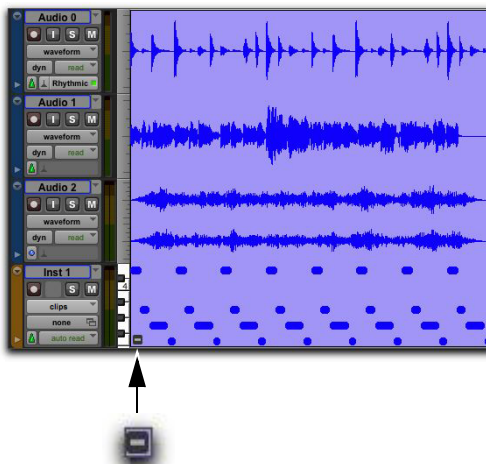 Audio 0
I S M
waveform
dyn read
Rhythmic
Audio 1
I S M
waveform
dyn read
Audio 2
I S M
waveform
dyn read
Inst 1
S M
4
clips
none
auto read